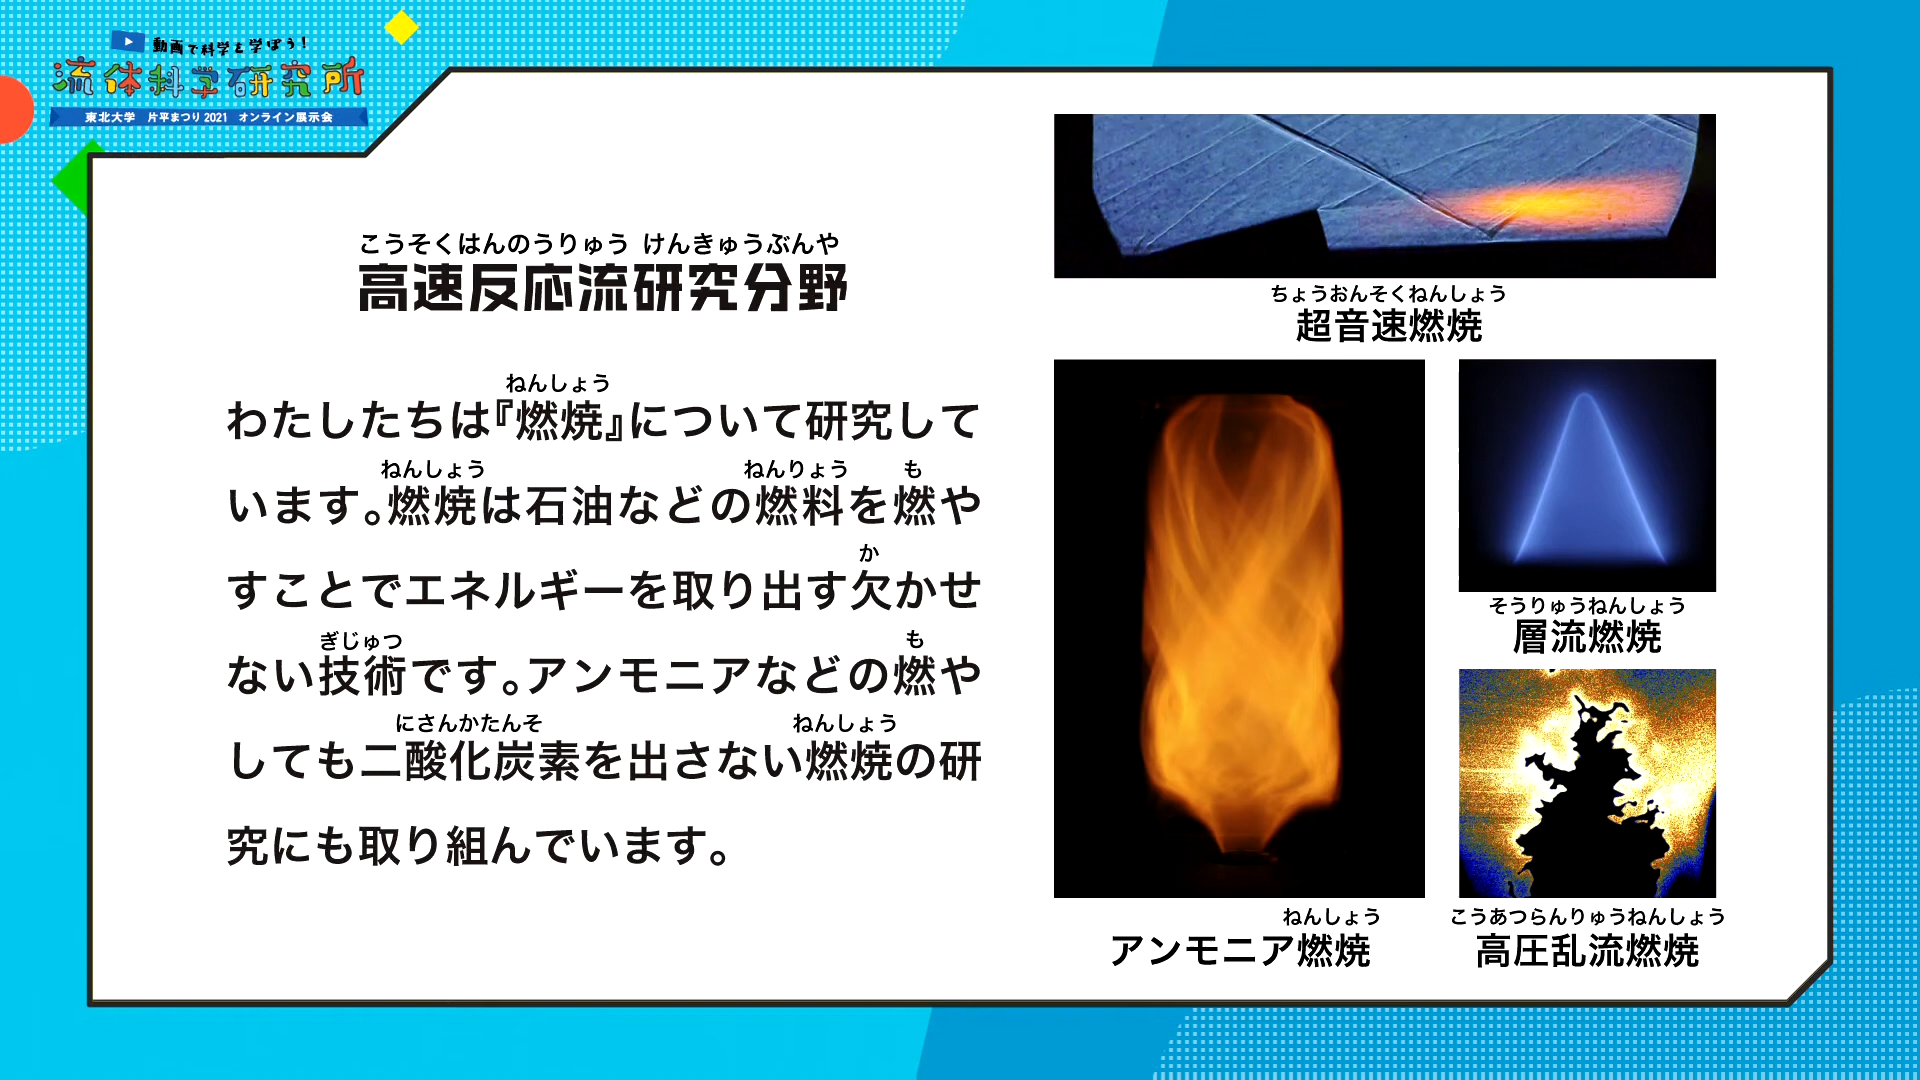 動画で科学を学ぼう！
流体科学研究所
東北大学 片平まつり2021 オンライン展示会
こうそくはんのうりゅう けんきゅうぶんや
高速反応流研究分野
ねんしょう
わたしたちは『燃焼』について研究して
ねんしょう ねんりょう も
います。燃焼は石油などの燃料を燃や
か
すことでエネルギーを取り出す欠かせ
ぎじゅつ も
ない技術です。アンモニアなどの燃や
にさんかたんそ ねんしょう
しても二酸化炭素を出さない燃焼の研
究にも取り組んでいます。
ちょうおんそくねんしょう
超音速燃焼
そうりゅうねんしょう
層流燃焼
ねんしょう
アンモニア燃焼
こうあつらんりゅうねんしょう
高圧乱流燃焼